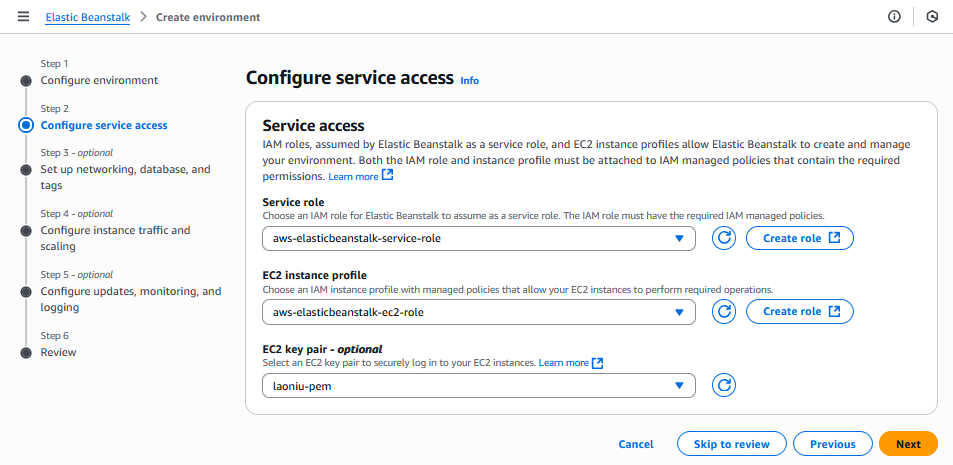 Elastic Beanstalk > Create environment
Step 1
Configure environment
Step 2
Configure service access
Step 3 - optional
Set up networking, database, and
tags
Step 4 - optional
Configure instance traffic and
scaling
Step 5 - optional
Configure updates, monitoring, and
logging
Step 6
Review
Configure service access Info
Service access
IAM roles, assumed by Elastic Beanstalk as a service role, and EC2 instance profiles allow Elastic Beanstalk to create and manage
your environment. Both the IAM role and instance profile must be attached to IAM managed policies that contain the required
permissions. Learn more
Service role
Choose an IAM role for Elastic Beanstalk to assume as a service role. The IAM role must have the required IAM managed policies.
aws-elasticbeanstalk-service-role
Create role
EC2 instance profile
Choose an IAM instance profile with managed policies that allow your EC2 instances to perform required operations.
aws-elasticbeanstalk-ec2-role
Create role
EC2 key pair - optional
Select an EC2 key pair to securely log in to your EC2 instances. Learn more
laoniu-pem
Cancel
Skip to review
Previous
Next